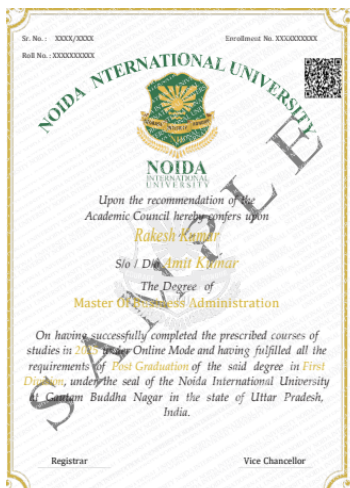 Sr. No. : XXXX/XXXX
Enrollment No. XXXXXXXXXX
Roll No. : XXXXXXXXXX
NOIDA INTERNATIONAL UNIVERSITY
NOIDA
INTERNATIONAL
UNIVERSITY
Upon the recommendation of the
Academic Council hereby confers upon
Rakesh Kumar
S/o / D/o Amit Kumar
The Degree of
Master Of Business Administration
On having successfully completed the prescribed courses of
studies in under Online Mode and having fulfilled all the
requirements of Post Graduation of the said degree in First
Division, under the seal of the Noida International University
at Gautam Buddha Nagar in the state of Uttar Pradesh,
India.
SAMPLE
Registrar
Vice Chancellor